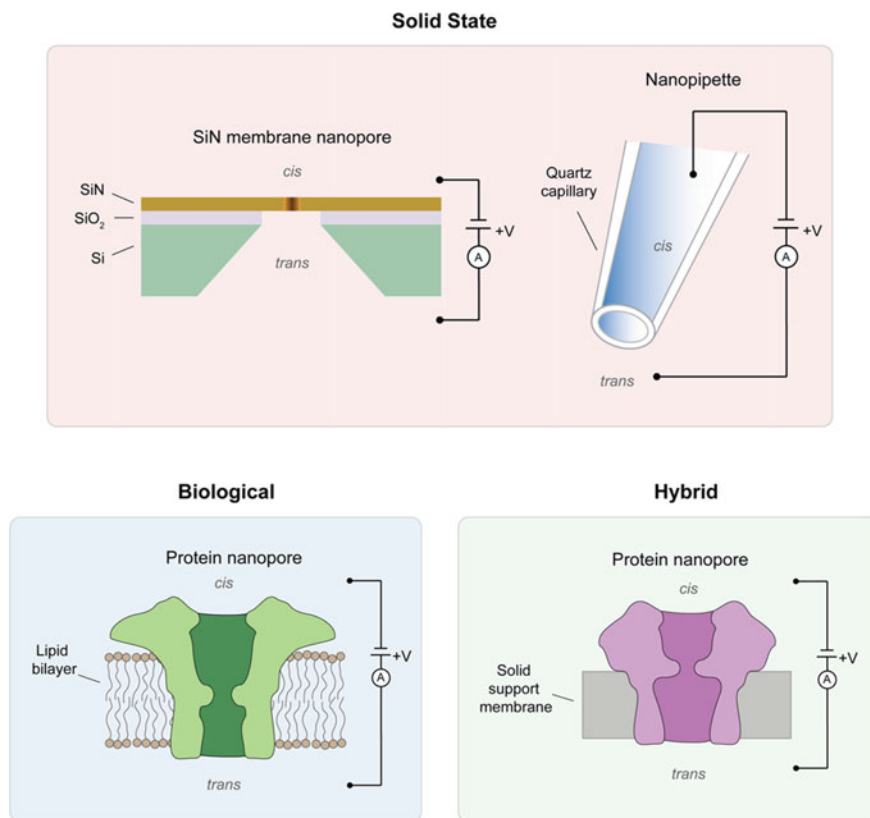 Solid State
SiN membrane nanopore
cis
SiN
SiO₂
Si
trans
+V
A
Nanopipette
Quartz
capillary
cis
trans
+V
A
Biological
Protein nanopore
cis
Lipid
bilayer
trans
+V
A
Hybrid
Protein nanopore
cis
Solid
support
membrane
trans
+V
A